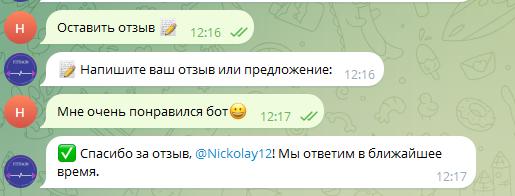 Оставить отзыв 📝 12:16
📝 Напишите ваш отзыв или предложение: 12:16
Мне очень понравился бот😀 12:17
✅ Спасибо за отзыв, @Nickolay12! Мы ответим в ближайшее
время. 12:17
Н
Н